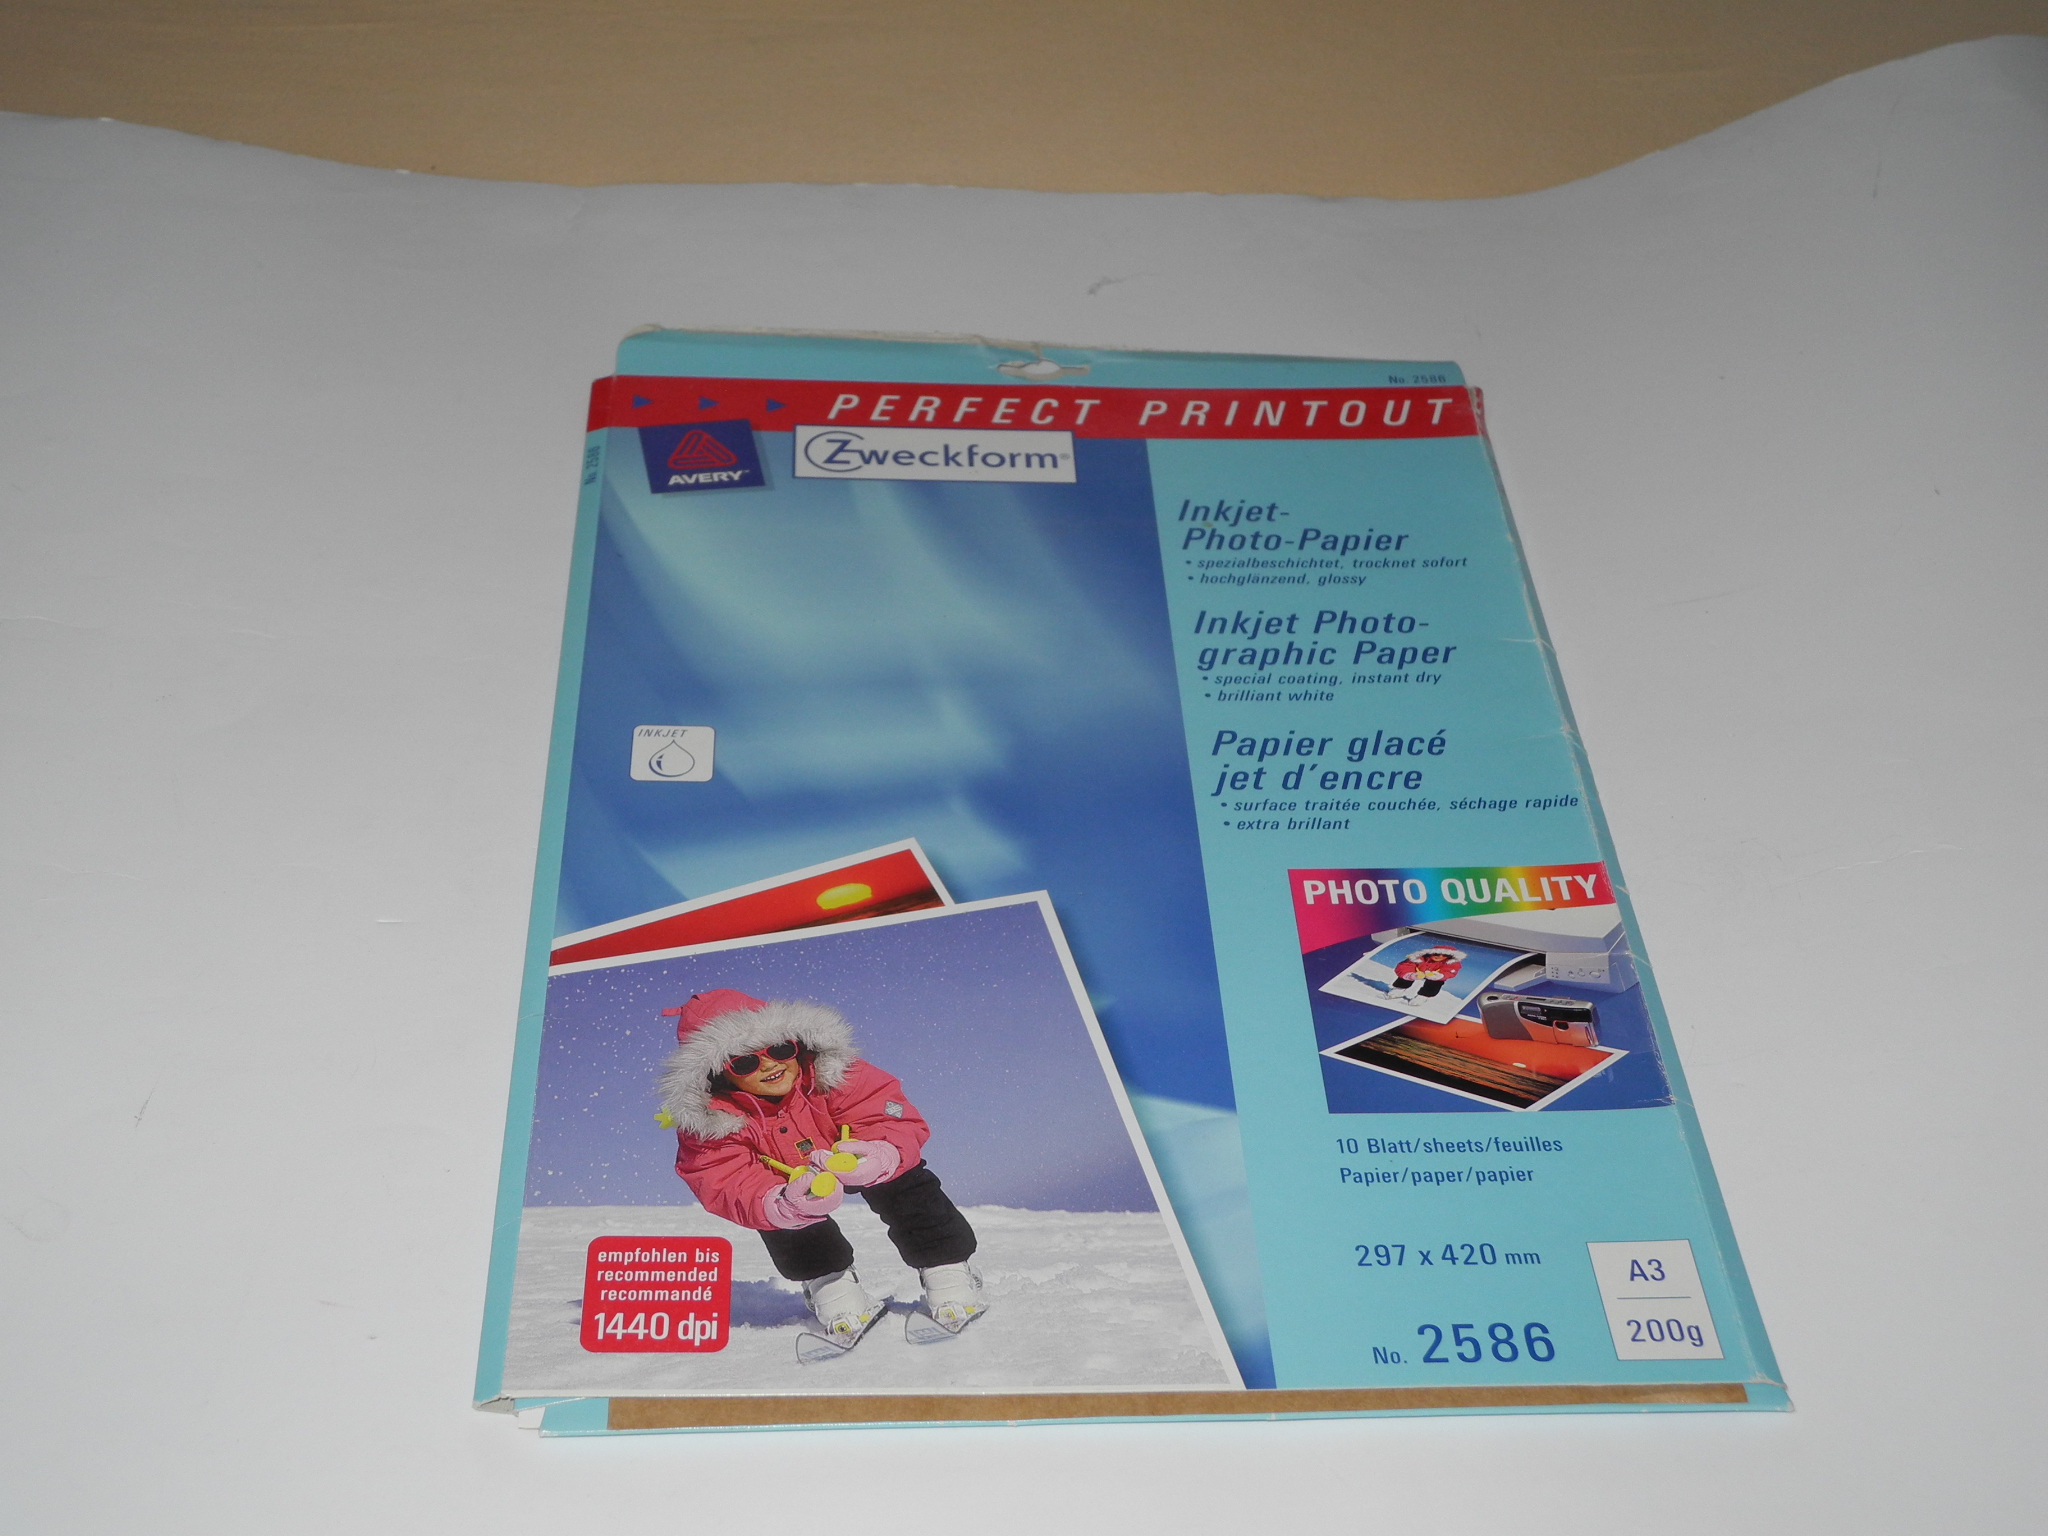 No. 2586
PERFECT PRINTOUT
AVERY™
Zweckform®
No. 2586
Inkjet-
Photo-Papier
• spezialbeschichtet, trocknet sofort
• hochglänzend, glossy
Inkjet Photo-
graphic Paper
• special coating, instant dry
• brilliant white
INKJET
Papier glacé
jet d'encre
• surface traitée couchée, séchage rapide
• extra brillant
PHOTO QUALITY
10 Blatt/sheets/feuilles
Papier/paper/papier
empfohlen bis
recommended
recommandé
1440 dpi
297 x 420 mm
A3
200g
No. 2586